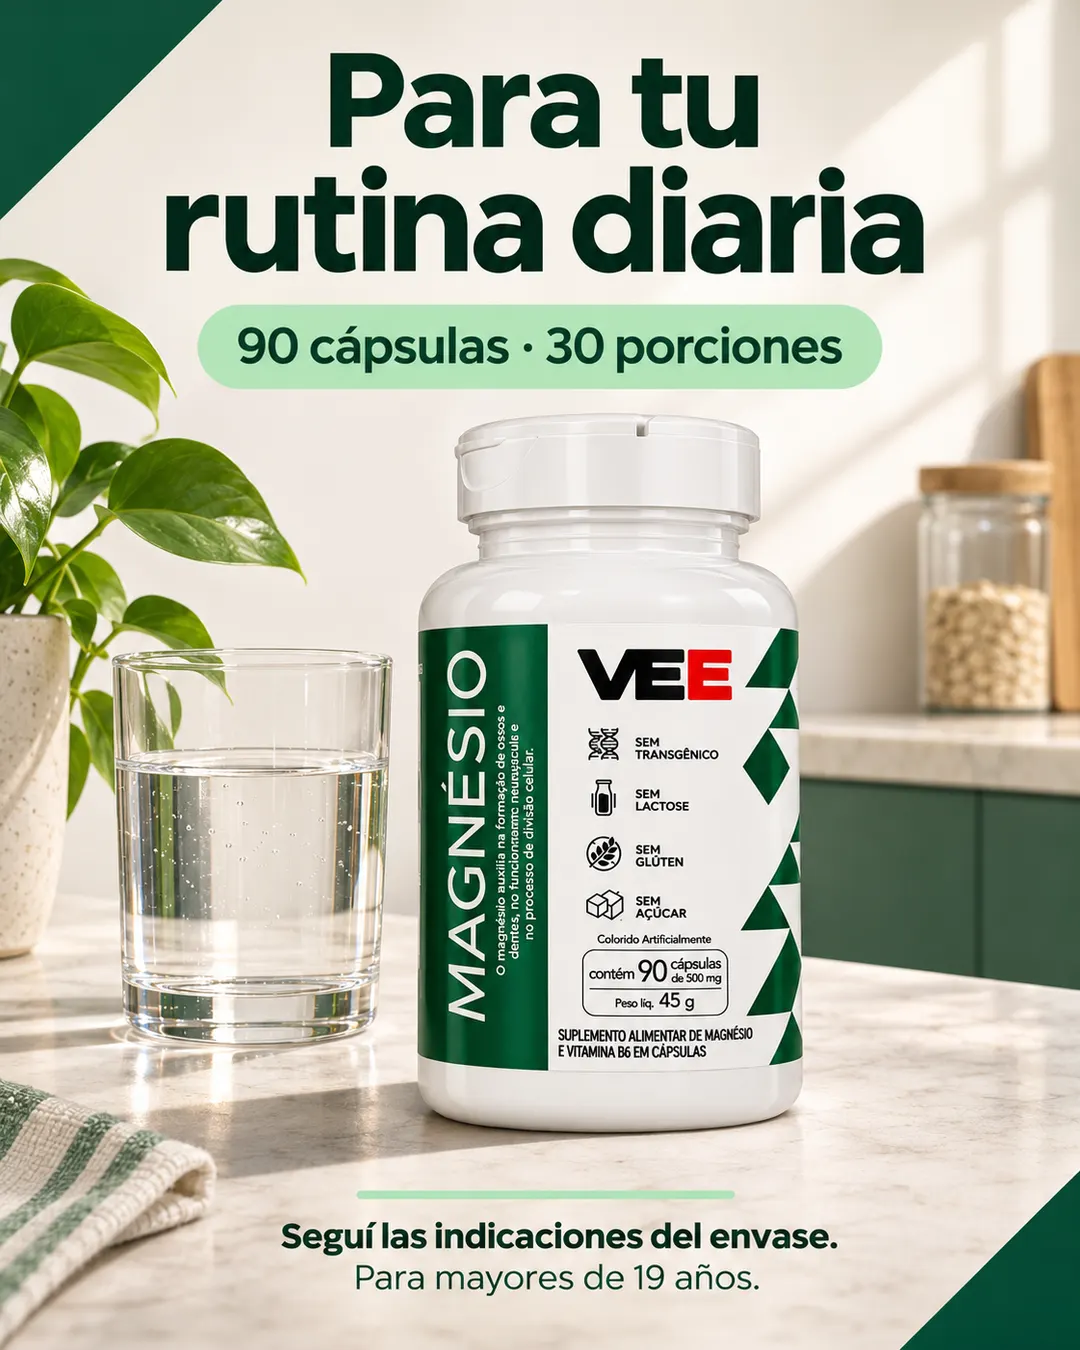 Para tu
rutina diaria
90 cápsulas · 30 porciones
MAGNÉSIO
O magnésio auxilia na formação de ossos e
dentes, no funcionamento neuromuscular e
no processo de divisão celular.
VEE
SEM
TRANSGÊNICO
SEM
LACTOSE
SEM
GLÚTEN
SEM
AÇÚCAR
Colorido Artificialmente
contém 90 cápsulas
de 500 mg
Peso líq. 45 g
SUPLEMENTO ALIMENTAR DE MAGNÉSIO
E VITAMINA B6 EM CÁPSULAS
Seguí las indicaciones del envase.
Para mayores de 19 años.